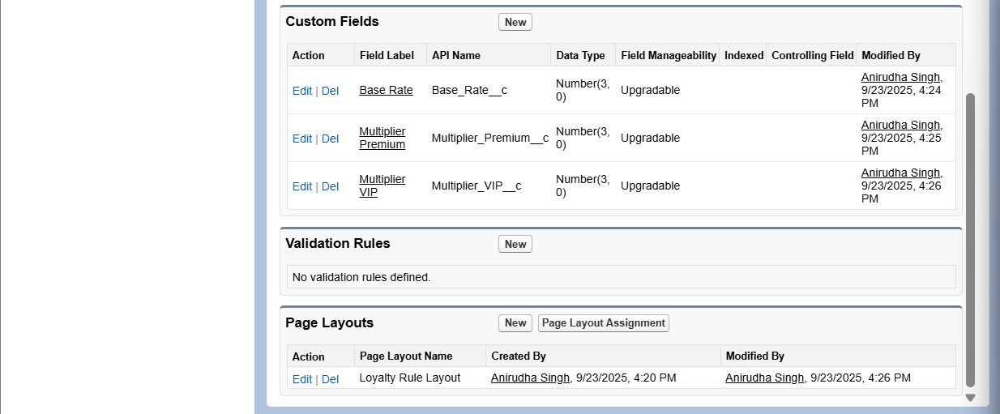 Custom Fields New
Action Field Label API Name Data Type Field Manageability Indexed Controlling Field Modified By
Edit | Del Base Rate Base_Rate__c Number(3, 0) Upgradable Anirudha Singh, 9/23/2025, 4:24 PM
Edit | Del Multiplier Premium Multiplier_Premium__c Number(3, 0) Upgradable Anirudha Singh, 9/23/2025, 4:25 PM
Edit | Del Multiplier VIP Multiplier_VIP__c Number(3, 0) Upgradable Anirudha Singh, 9/23/2025, 4:26 PM
Validation Rules New
No validation rules defined.
Page Layouts New Page Layout Assignment
Action Page Layout Name Created By Modified By
Edit | Del Loyalty Rule Layout Anirudha Singh, 9/23/2025, 4:20 PM Anirudha Singh, 9/23/2025, 4:26 PM